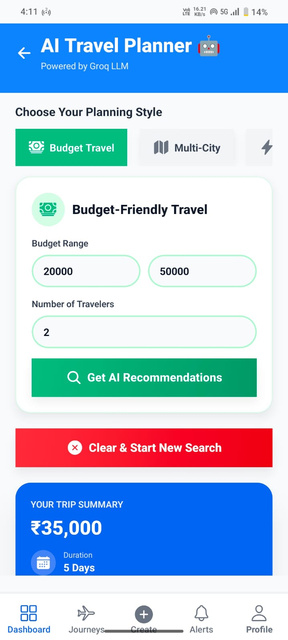 4:11
Vo) LTE 16.21 KB/s 5G 14%
AI Travel Planner 🤖
Powered by Groq LLM
Choose Your Planning Style
Budget Travel Multi-City
Budget-Friendly Travel
Budget Range
20000 50000
Number of Travelers
2
Get AI Recommendations
Clear & Start New Search
YOUR TRIP SUMMARY
₹35,000
Duration
5 Days
Dashboard Journeys Create Alerts Profile